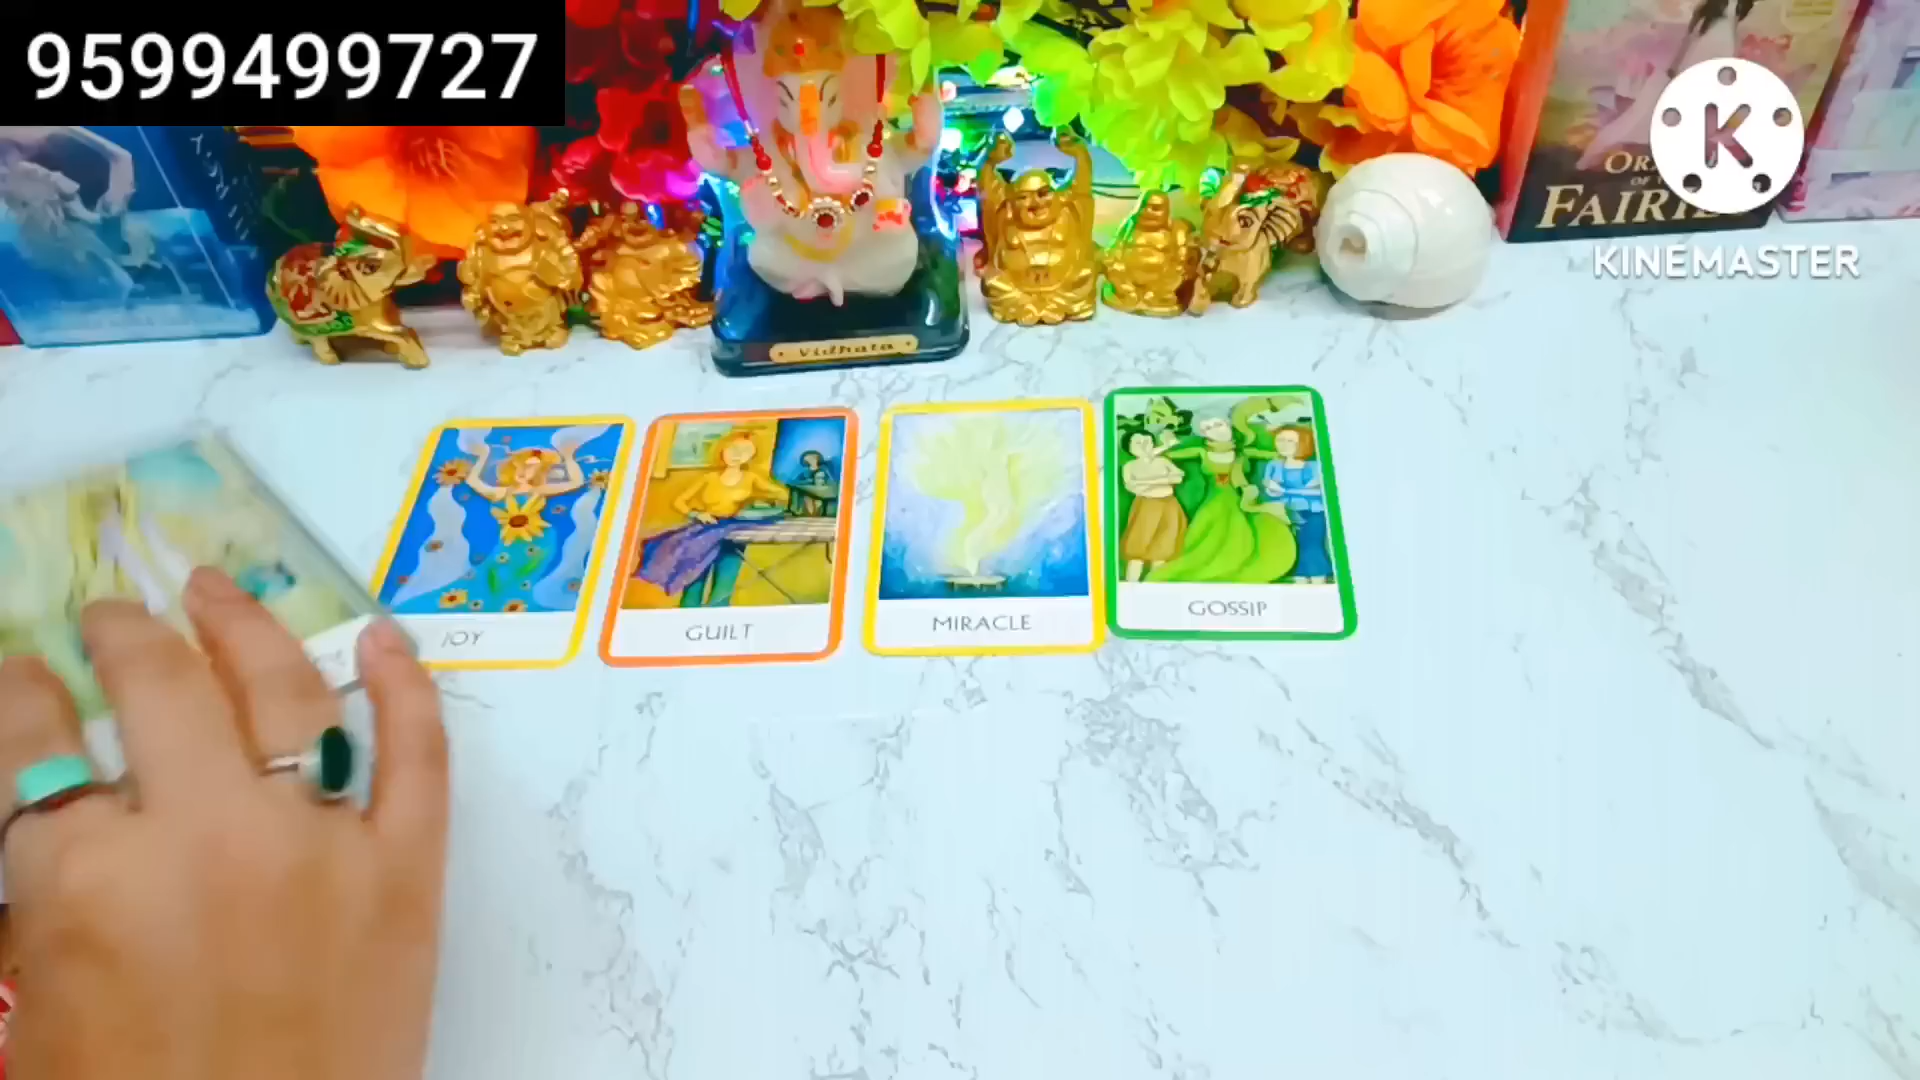 9599499727
K
KINEMASTER
FAIRIE
Vidhata
JOY
GUILT
MIRACLE
GOSSIP